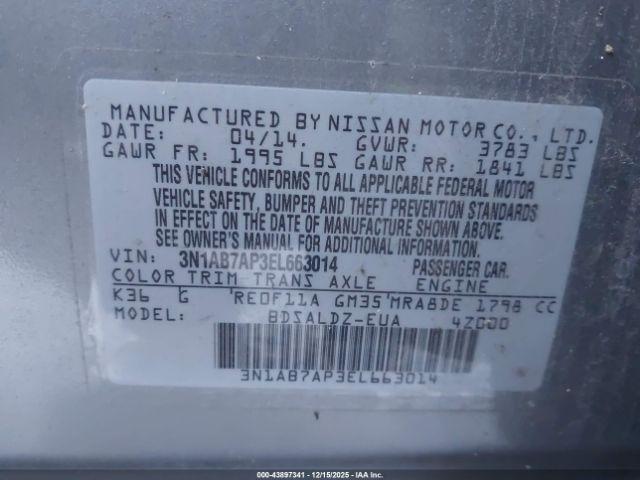 MANUFACTURED BY NISSAN MOTOR CO., LTD.
DATE: 04/14. GVWR: 3783 LBS
GAWR FR: 1995 LBS GAWR RR: 1841 LBS
THIS VEHICLE CONFORMS TO ALL APPLICABLE FEDERAL MOTOR
VEHICLE SAFETY, BUMPER AND THEFT PREVENTION STANDARDS
IN EFFECT ON THE DATE OF MANUFACTURE SHOWN ABOVE.
SEE OWNER'S MANUAL FOR ADDITIONAL INFORMATION.
VIN: 3N1AB7AP3EL663014 PASSENGER CAR.
COLOR TRIM-TRANS AXLE ENGINE
K36 G 'RE0F11A GM35'MRA8DE 1798 CC
MODEL: BDSALDZ-EUA 4Z000
3N1AB7AP3EL663014
000-43897341 - 12/15/2025 - IAA Inc.